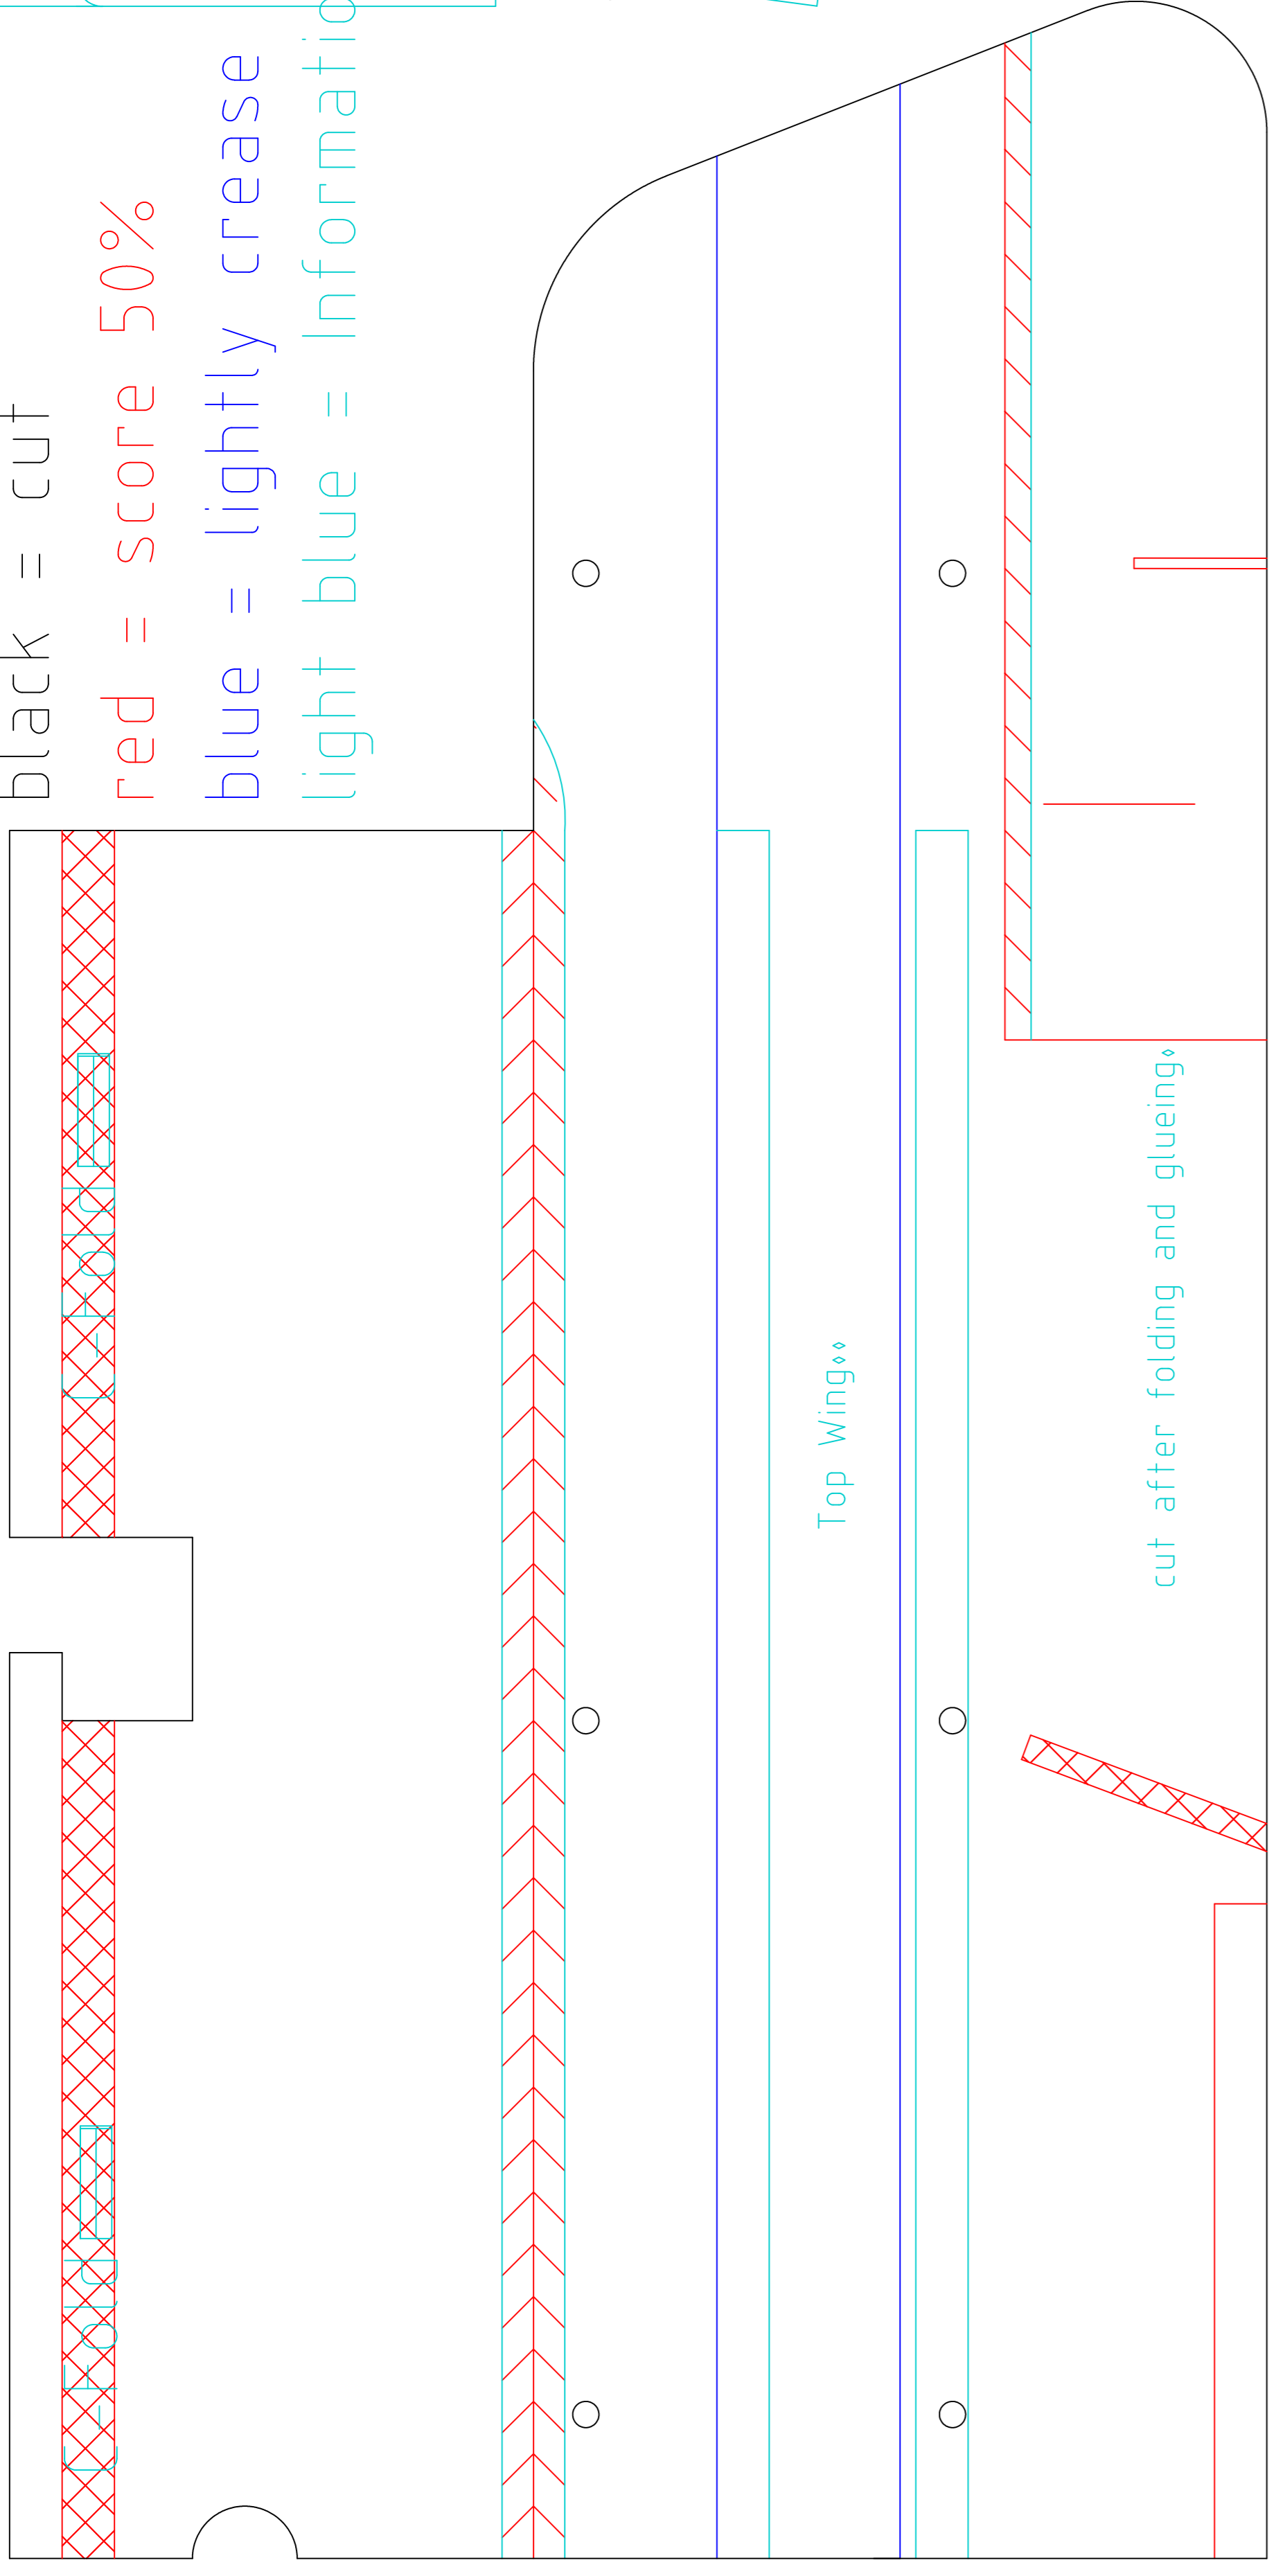 black = cut
red = score 50%
blue = lightly crease
light blue = Informatio
U-Fold
U-Fold
Top Wing
cut after folding and glueing